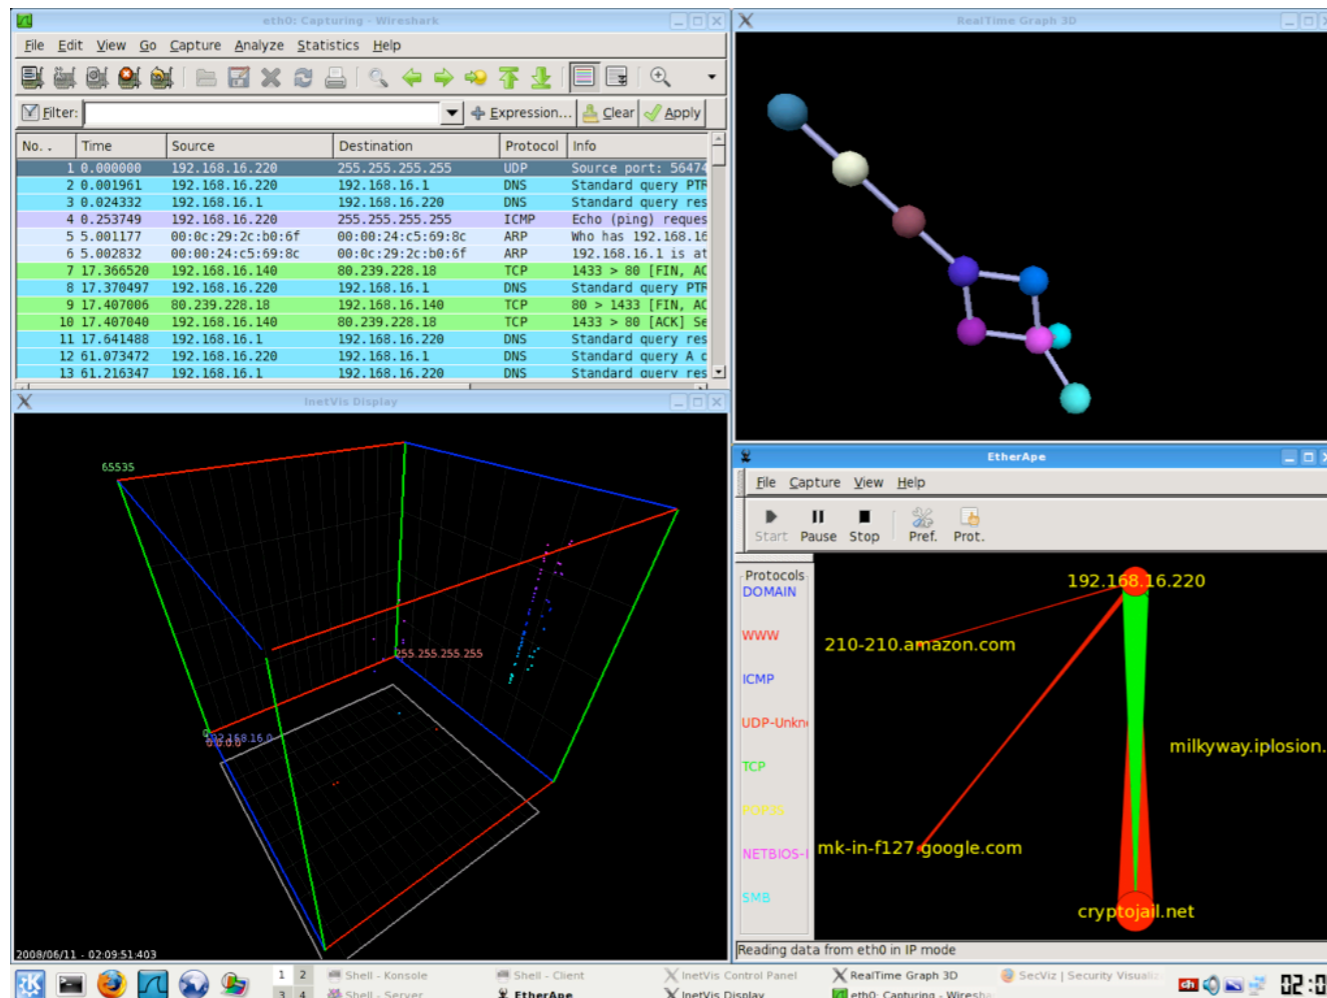 eth0: Capturing - Wireshark
File Edit View Go Capture Analyze Statistics Help
Filter: Expression... Clear Apply
No. . Time Source Destination Protocol Info
1 0.000000 192.168.16.220 255.255.255.255 UDP Source port: 56474
2 0.001961 192.168.16.220 192.168.16.1 DNS Standard query PTR
3 0.024332 192.168.16.1 192.168.16.220 DNS Standard query res
4 0.253749 192.168.16.220 255.255.255.255 ICMP Echo (ping) reques
5 5.001177 00:0c:29:2c:b0:6f 00:00:24:c5:69:8c ARP Who has 192.168.16
6 5.002832 00:00:24:c5:69:8c 00:0c:29:2c:b0:6f ARP 192.168.16.1 is at
7 17.366520 192.168.16.140 80.239.228.18 TCP 1433 > 80 [FIN, AC
8 17.370497 192.168.16.220 192.168.16.1 DNS Standard query PTR
9 17.407006 80.239.228.18 192.168.16.140 TCP 80 > 1433 [FIN, AC
10 17.407040 192.168.16.140 80.239.228.18 TCP 1433 > 80 [ACK] Se
11 17.641488 192.168.16.1 192.168.16.220 DNS Standard query res
12 61.073472 192.168.16.220 192.168.16.1 DNS Standard query A c
13 61.216347 192.168.16.1 192.168.16.220 DNS Standard query res
RealTime Graph 3D
InetVis Display
65535
255.255.255.255
0.0.0.0
2008/06/11 - 02:09:51:403
EtherApe
File Capture View Help
Start Pause Stop Pref. Prot.
Protocols
DOMAIN
WWW
ICMP
UDP-Unkn
TCP
POP3S
NETBIOS-
SMB
192.168.16.220
210-210.amazon.com
milkyway.iplosion.
mk-in-f127.google.com
cryptojail.net
Reading data from eth0 in IP mode
1 2 Shell - Konsole Shell - Client InetVis Control Panel RealTime Graph 3D SecViz | Security Visualiz
3 4 Shell - Server EtherApe InetVis Display eth0: Capturing - Wiresha
ch
02:0